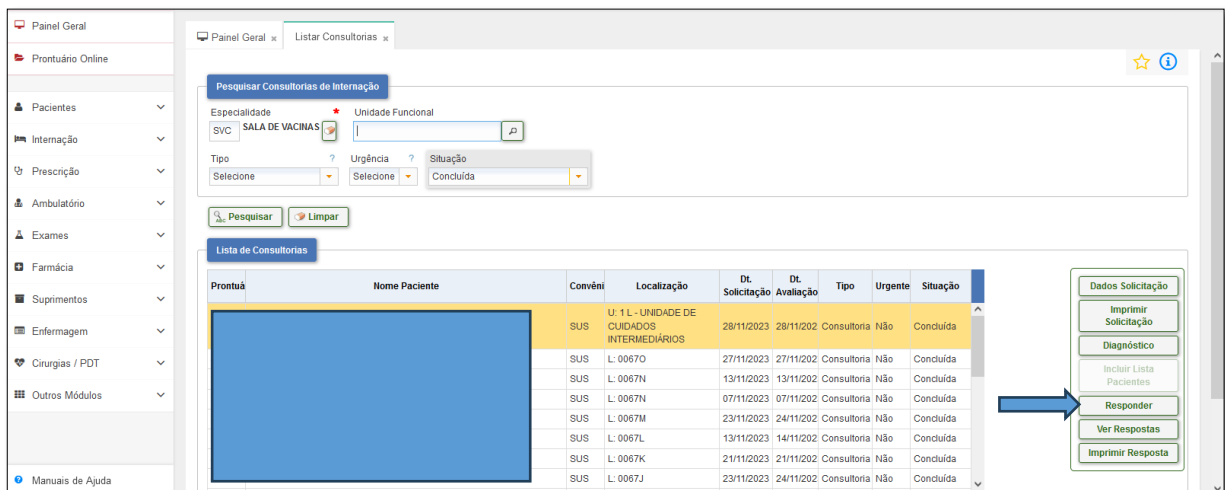 Painel Geral
Prontuário Online
Pacientes
Internação
Prescrição
Ambulatório
Exames
Farmácia
Suprimentos
Enfermagem
Cirurgias / PDT
Outros Módulos
Manuais de Ajuda
Painel Geral x Listar Consultorias x
Pesquisar Consultorias de Internação
Especialidade * Unidade Funcional
SVC SALA DE VACINAS
Tipo ? Urgência ? Situação
Selecione Selecione Concluída
Pesquisar Limpar
Lista de Consultorias
Prontuá Nome Paciente Convêni Localização Dt. Solicitação Dt. Avaliação Tipo Urgente Situação
SUS U: 1 L - UNIDADE DE CUIDADOS INTERMEDIÁRIOS 28/11/2023 28/11/202 Consultoria Não Concluída
SUS L: 0067O 27/11/2023 27/11/202 Consultoria Não Concluída
SUS L: 0067N 13/11/2023 13/11/202 Consultoria Não Concluída
SUS L: 0067N 07/11/2023 07/11/202 Consultoria Não Concluída
SUS L: 0067M 23/11/2023 24/11/202 Consultoria Não Concluída
SUS L: 0067L 13/11/2023 14/11/202 Consultoria Não Concluída
SUS L: 0067K 21/11/2023 21/11/202 Consultoria Não Concluída
SUS L: 0067J 23/11/2023 24/11/202 Consultoria Não Concluída
Dados Solicitação
Imprimir
Solicitação
Diagnóstico
Incluir Lista
Pacientes
Responder
Ver Respostas
Imprimir Resposta